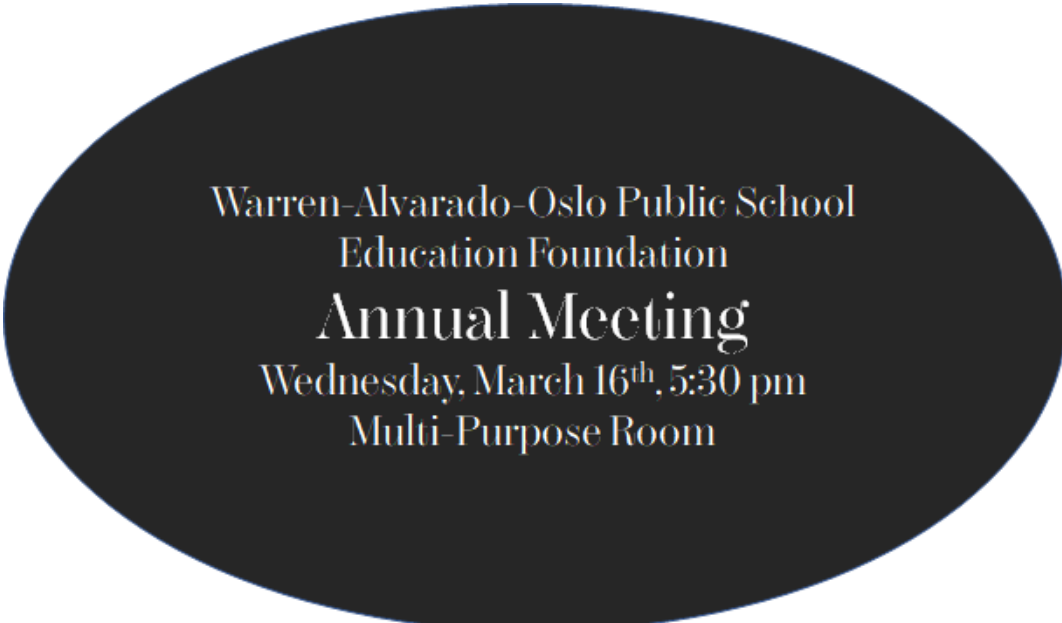 Warren-Alvarado-Oslo Public School
Education Foundation
Annual Meeting
Wednesday, March 16th, 5:30 pm
Multi-Purpose Room